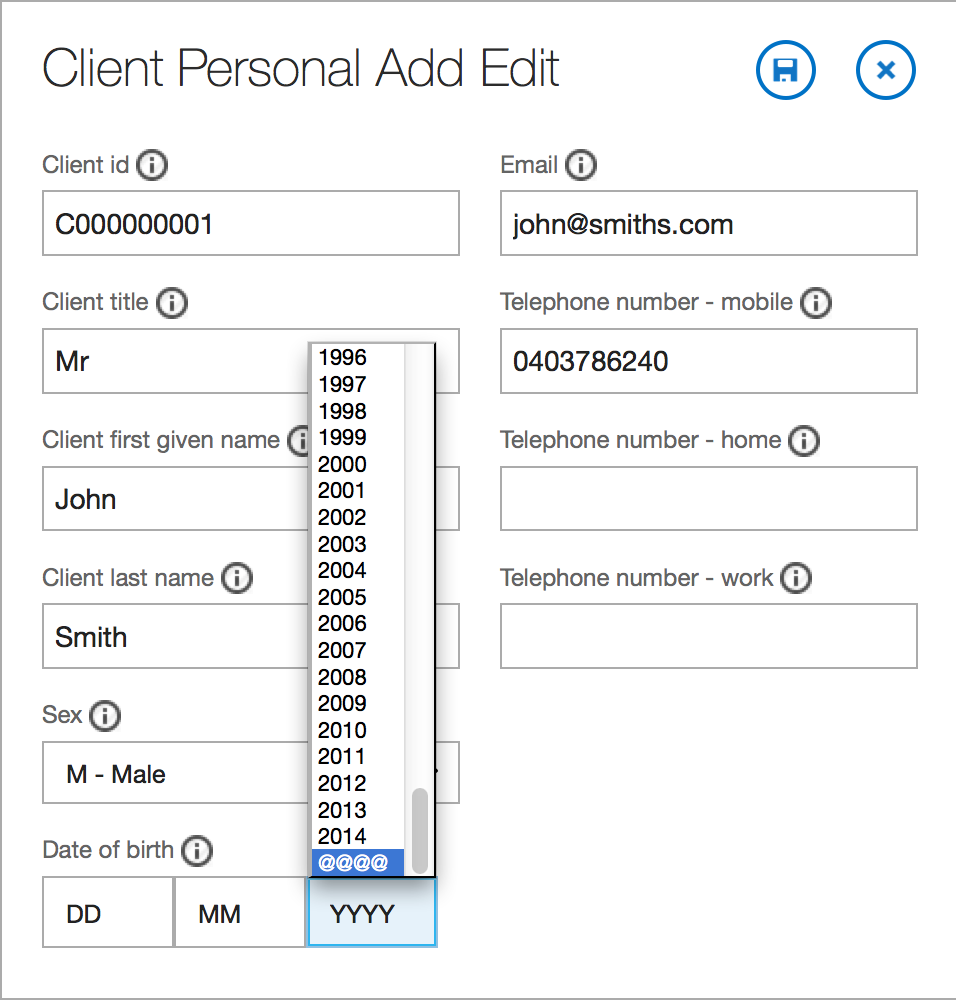 Client Personal Add Edit
Client id
C000000001
Client title
Mr
Client first given name
John
Client last name
Smith
Sex
M - Male
Date of birth
DD
MM
YYYY
1996
1997
1998
1999
2000
2001
2002
2003
2004
2005
2006
2007
2008
2009
2010
2011
2012
2013
2014
@@@@
Email
john@smiths.com
Telephone number - mobile
0403786240
Telephone number - home
Telephone number - work